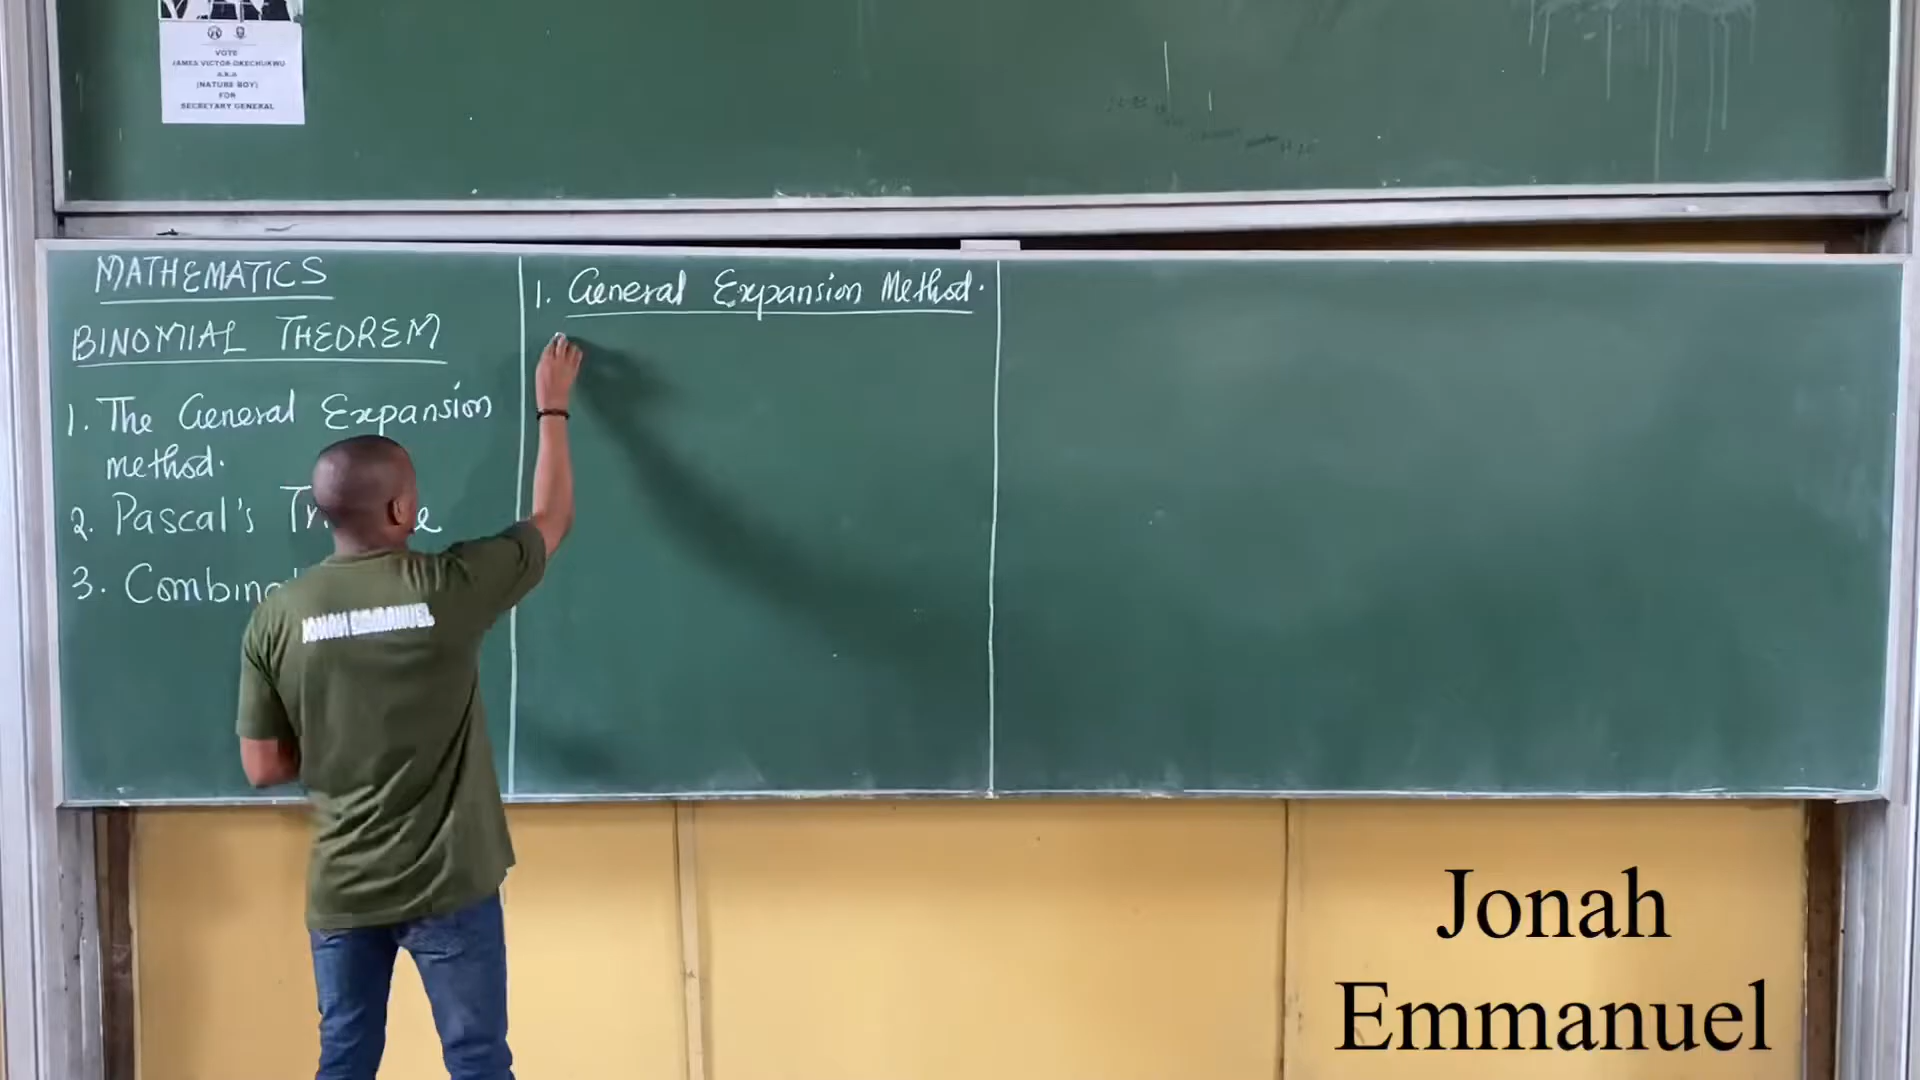 VOTE
JAMES VICTOR OKECHUKWU
a.k.a
(NATURE BOY)
FOR
SECRETARY GENERAL
MATHEMATICS
BINOMIAL THEOREM
1. The General Expansion
method.
2. Pascal's
3.
1. General Expansion Method.
JONAH EMMANUEL
Jonah
Emmanuel